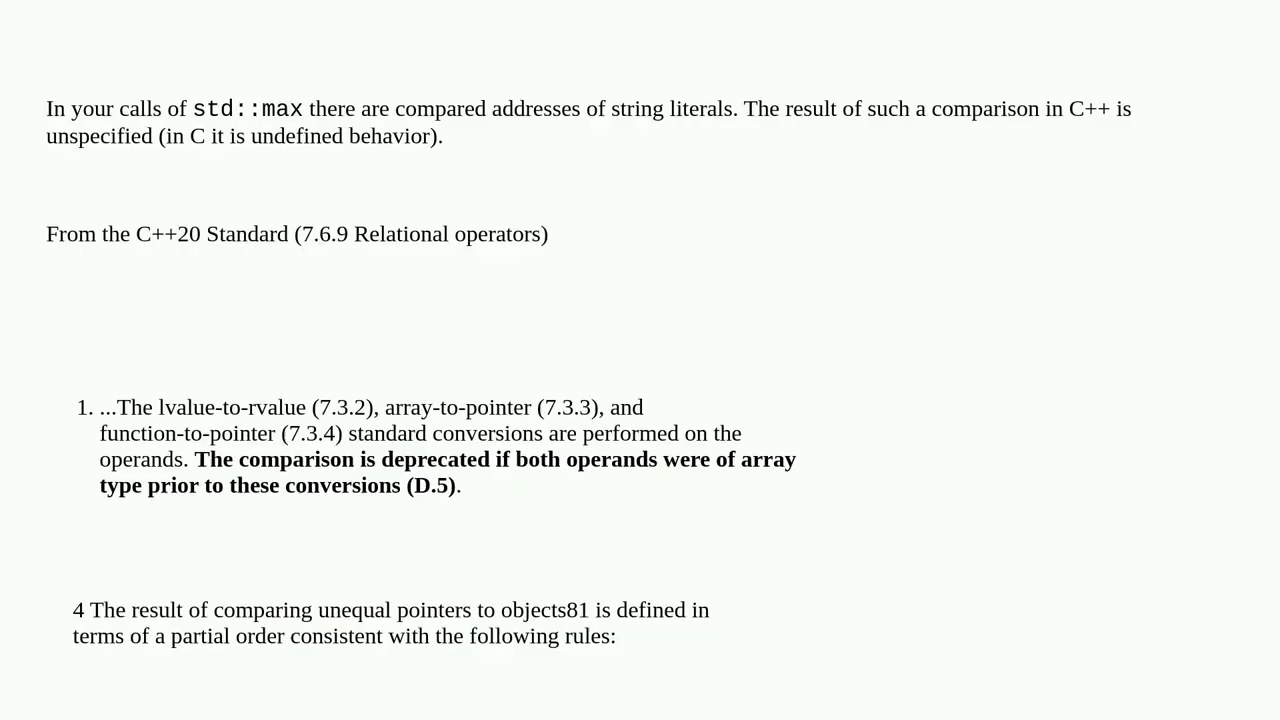 In your calls of std::max there are compared addresses of string literals. The result of such a comparison in C++ is
unspecified (in C it is undefined behavior).
From the C++20 Standard (7.6.9 Relational operators)
1. ...The lvalue-to-rvalue (7.3.2), array-to-pointer (7.3.3), and
function-to-pointer (7.3.4) standard conversions are performed on the
operands. The comparison is deprecated if both operands were of array
type prior to these conversions (D.5).
4 The result of comparing unequal pointers to objects81 is defined in
terms of a partial order consistent with the following rules: